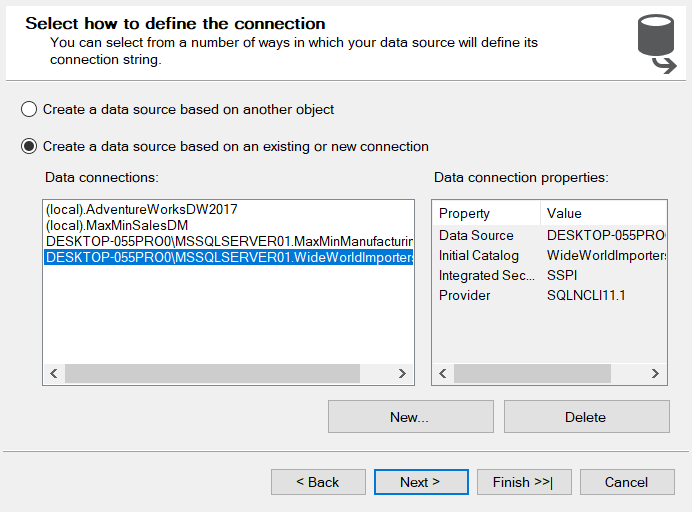 Select how to define the connection
You can select from a number of ways in which your data source will define its
connection string.
Create a data source based on another object
Create a data source based on an existing or new connection
Data connections:
Data connection properties:
(local).AdventureWorksDW2017
(local).MaxMinSalesDM
DESKTOP-055PRO0\MSSQLSERVER01.MaxMinManufacturin
DESKTOP-055PRO0\MSSQLSERVER01.WideWorldImporters
Property Value
Data Source DESKTOP-055PRO0
Initial Catalog WideWorldImporters
Integrated Sec... SSPI
Provider SQLNCLI11.1
New... Delete
< Back Next > Finish >>| Cancel